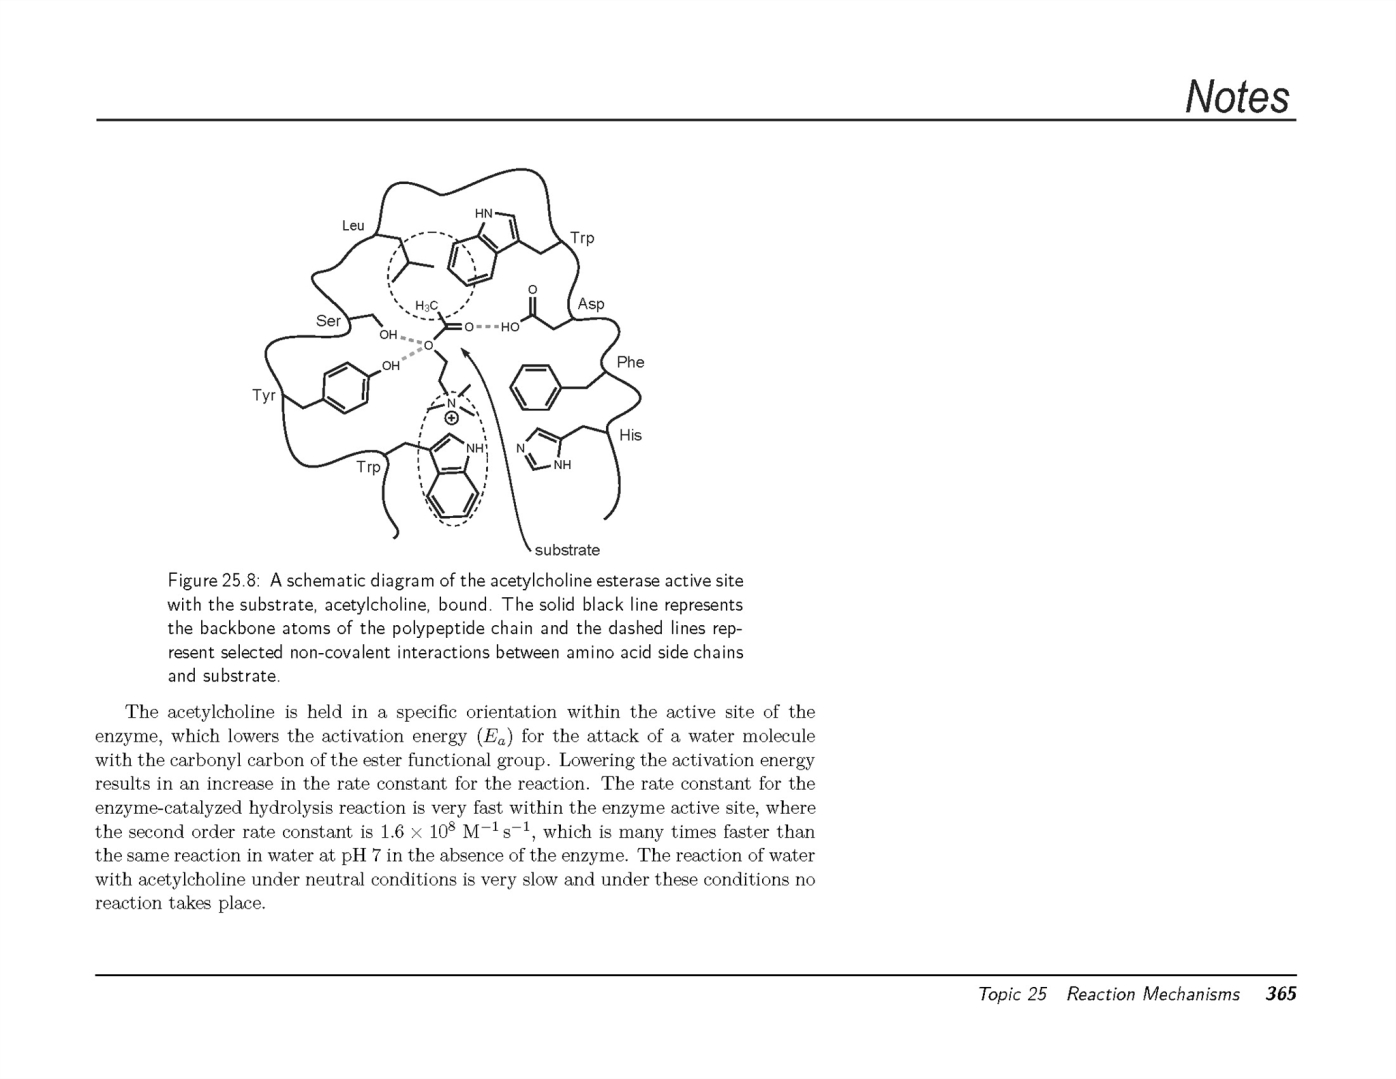 Notes
HN
Leu
Trp
O
H₃C
Asp
Ser
OH
O
HO
O
OH
Phe
Tyr
N
+
His
NH
N
NH
Trp
substrate
Figure 25.8: A schematic diagram of the acetylcholine esterase active site
with the substrate, acetylcholine, bound. The solid black line represents
the backbone atoms of the polypeptide chain and the dashed lines rep-
resent selected non-covalent interactions between amino acid side chains
and substrate.
The acetylcholine is held in a specific orientation within the active site of the
enzyme, which lowers the activation energy (Eₐ) for the attack of a water molecule
with the carbonyl carbon of the ester functional group. Lowering the activation energy
results in an increase in the rate constant for the reaction. The rate constant for the
enzyme-catalyzed hydrolysis reaction is very fast within the enzyme active site, where
the second order rate constant is 1.6 × 10⁸ M⁻¹ s⁻¹, which is many times faster than
the same reaction in water at pH 7 in the absence of the enzyme. The reaction of water
with acetylcholine under neutral conditions is very slow and under these conditions no
reaction takes place.
Topic 25 Reaction Mechanisms 365